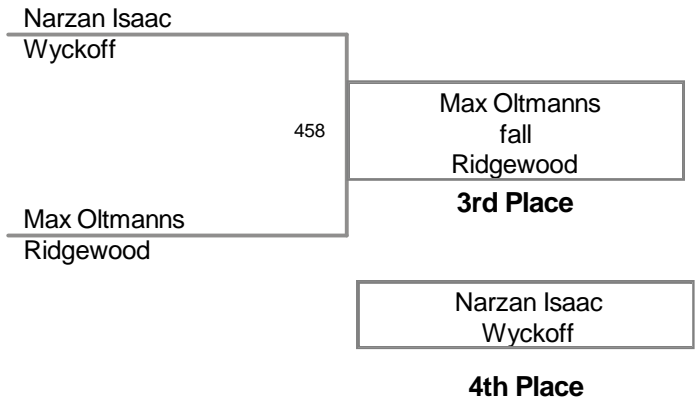 Narzan Isaac
Wyckoff
458
Max Oltmanns
fall
Ridgewood
3rd Place
Max Oltmanns
Ridgewood
Narzan Isaac
Wyckoff
4th Place